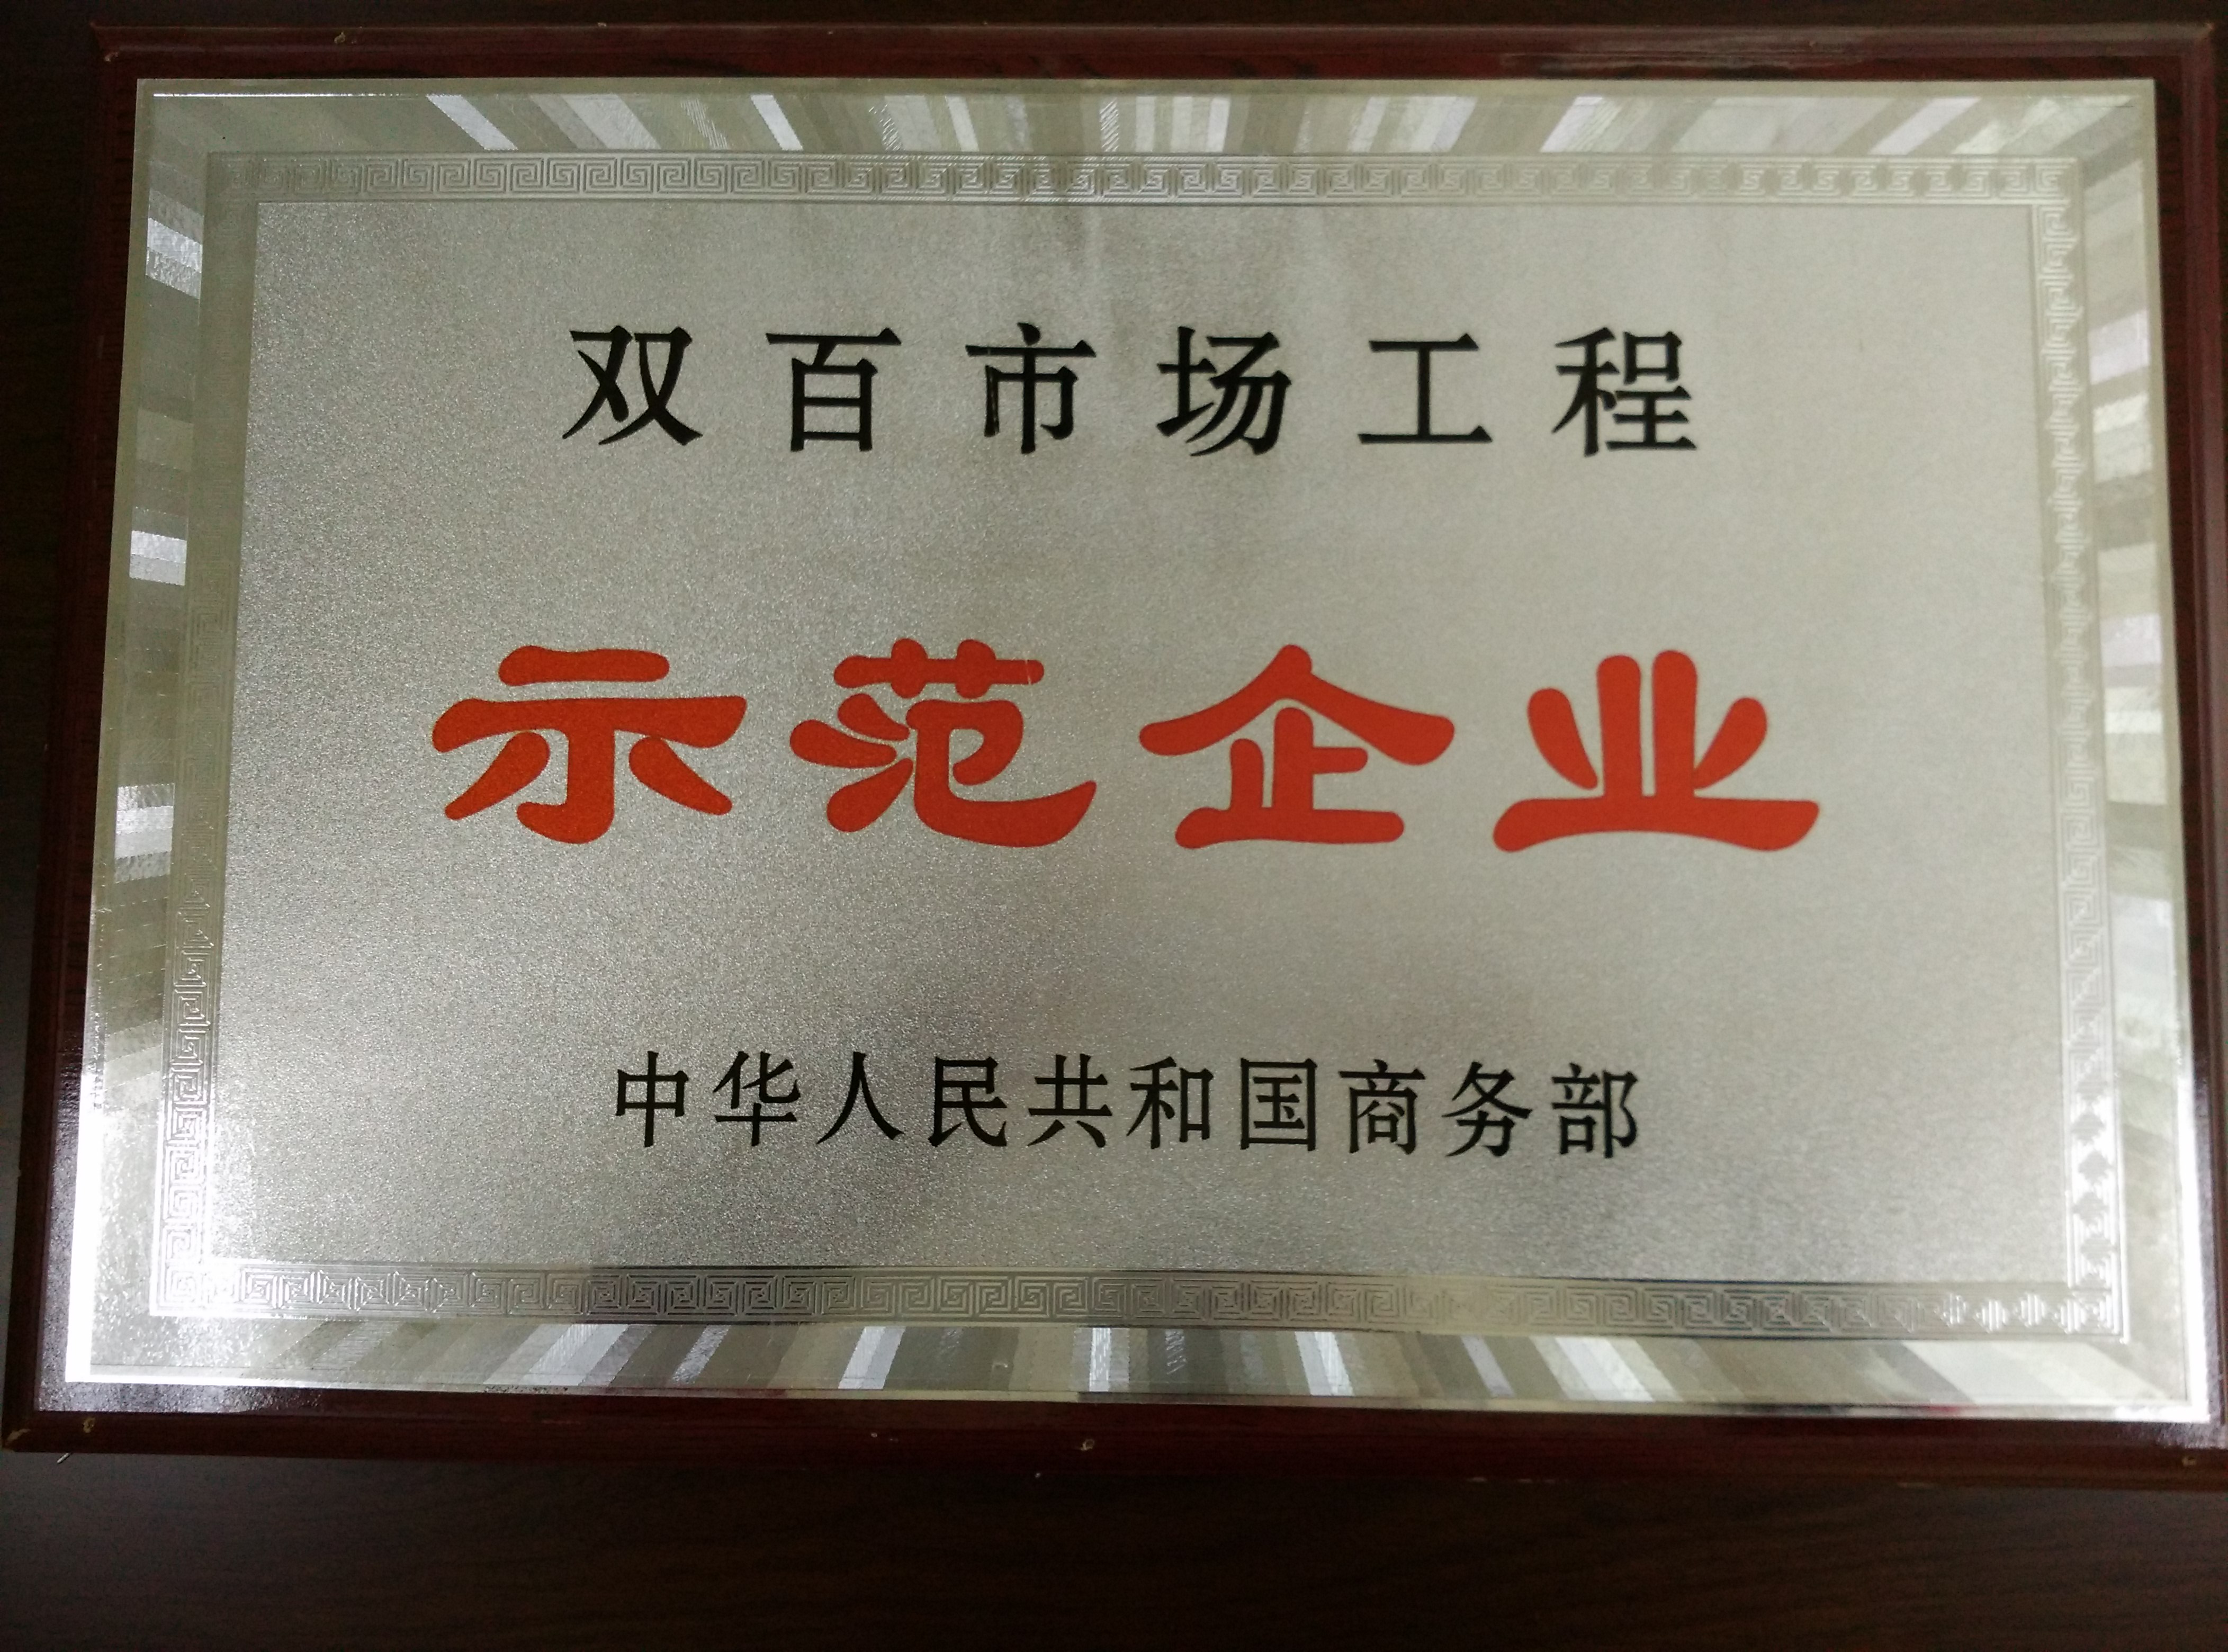 双百市场工程
示范企业
中华人民共和国商务部